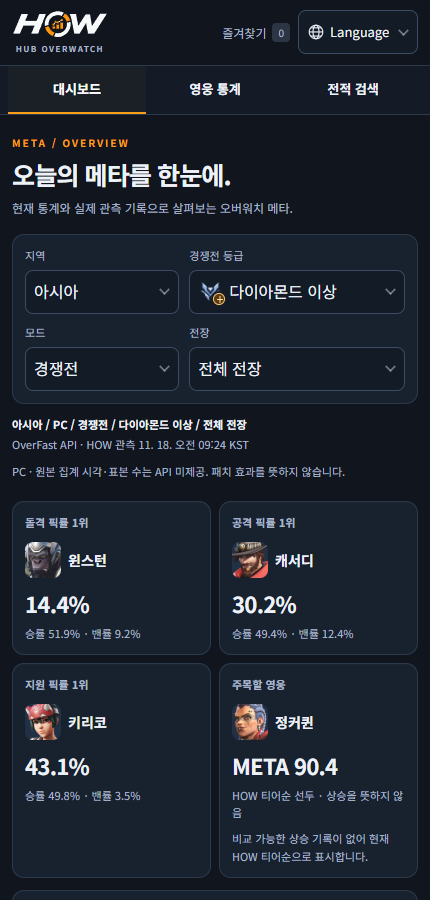 HOW
HUB OVERWATCH
즐겨찾기 0
Language
대시보드 영웅 통계 전적 검색
META / OVERVIEW
오늘의 메타를 한눈에.
현재 통계와 실제 관측 기록으로 살펴보는 오버워치 메타.
지역 경쟁전 등급
아시아 다이아몬드 이상
모드 전장
경쟁전 전체 전장
아시아 / PC / 경쟁전 / 다이아몬드 이상 / 전체 전장
OverFast API · HOW 관측 11. 18. 오전 09:24 KST
PC · 원본 집계 시각·표본 수는 API 미제공. 패치 효과를 뜻하지 않습니다.
돌격 픽률 1위
윈스턴
14.4%
승률 51.9% · 밴률 9.2%
공격 픽률 1위
캐서디
30.2%
승률 49.4% · 밴률 12.4%
지원 픽률 1위
키리코
43.1%
승률 49.8% · 밴률 3.5%
주목할 영웅
정커퀸
META 90.4
HOW 티어순 선두 · 상승을 뜻하지 않
음
비교 가능한 상승 기록이 없어 현재
HOW 티어순으로 표시합니다.